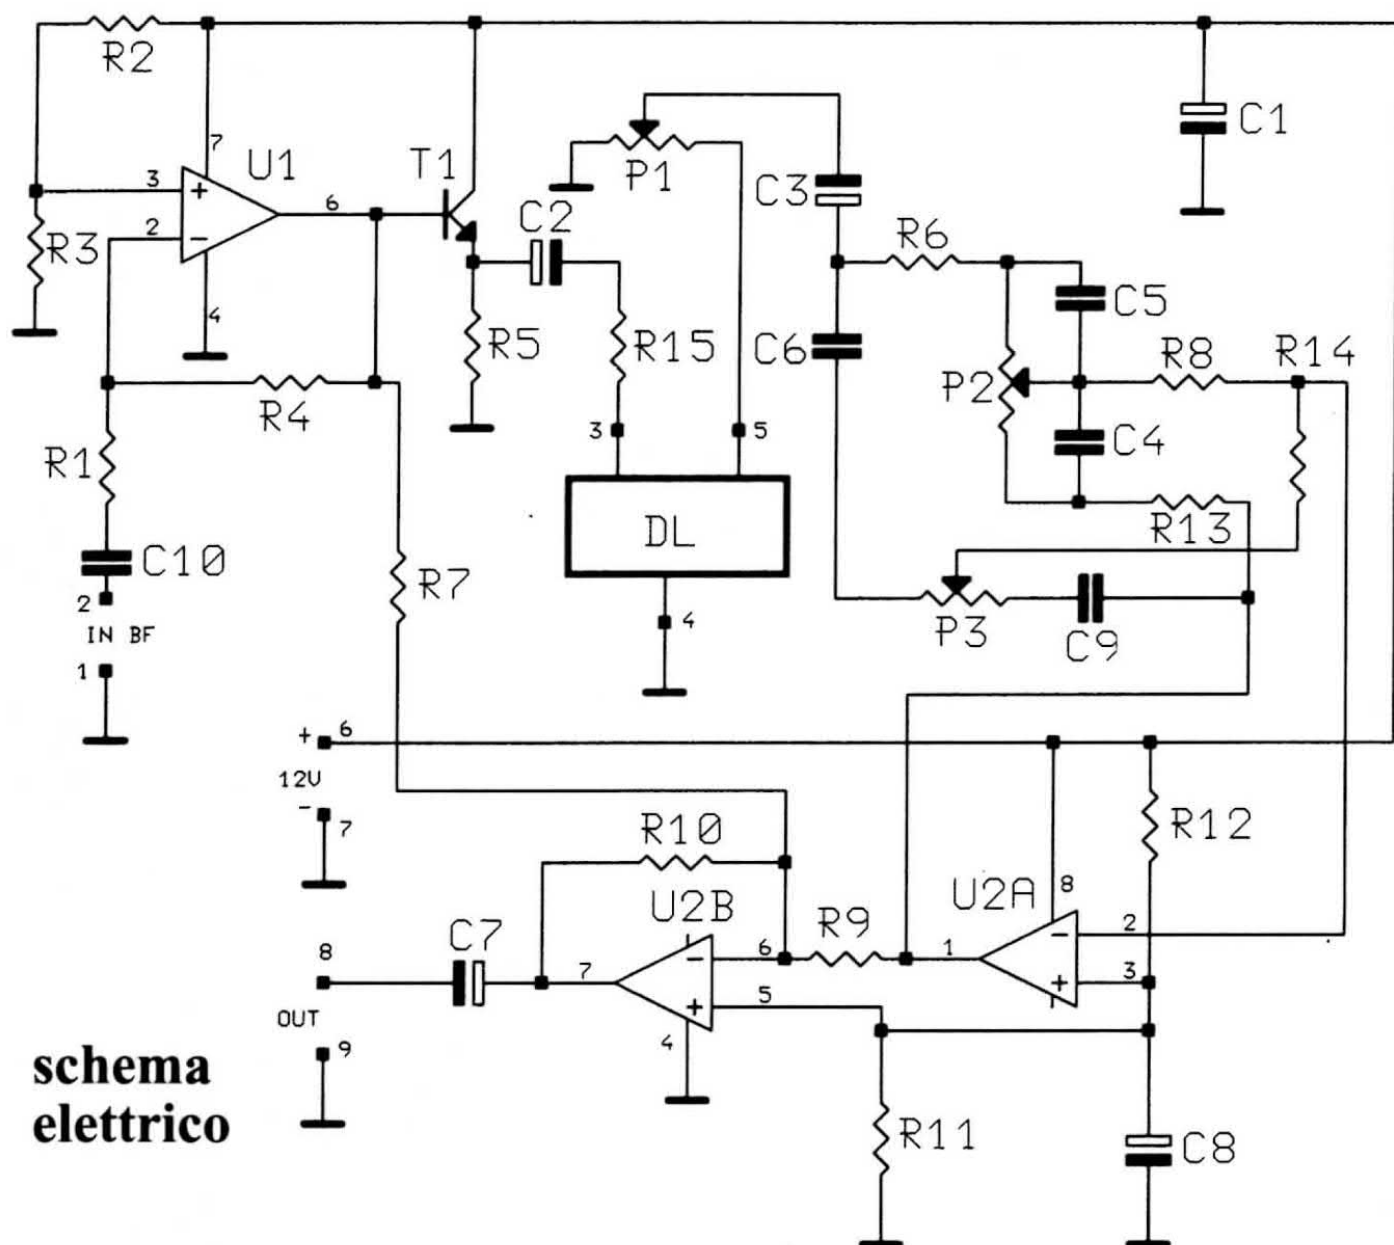 R2
7
U1
T1
3
+
6
2
−
R3
4
P1
C1
C2
C3
R6
C5
R5
R15
C6
R8
R14
P2
R4
C4
3
5
R1
DL
R13
C10
R7
2
IN BF
4
P3
C9
1
+
6
12V
−
7
R10
R12
U2B
U2A
8
C7
R9
8
7
−
6
1
−
2
+
5
+
3
OUT
9
4
schema
elettrico
R11
C8